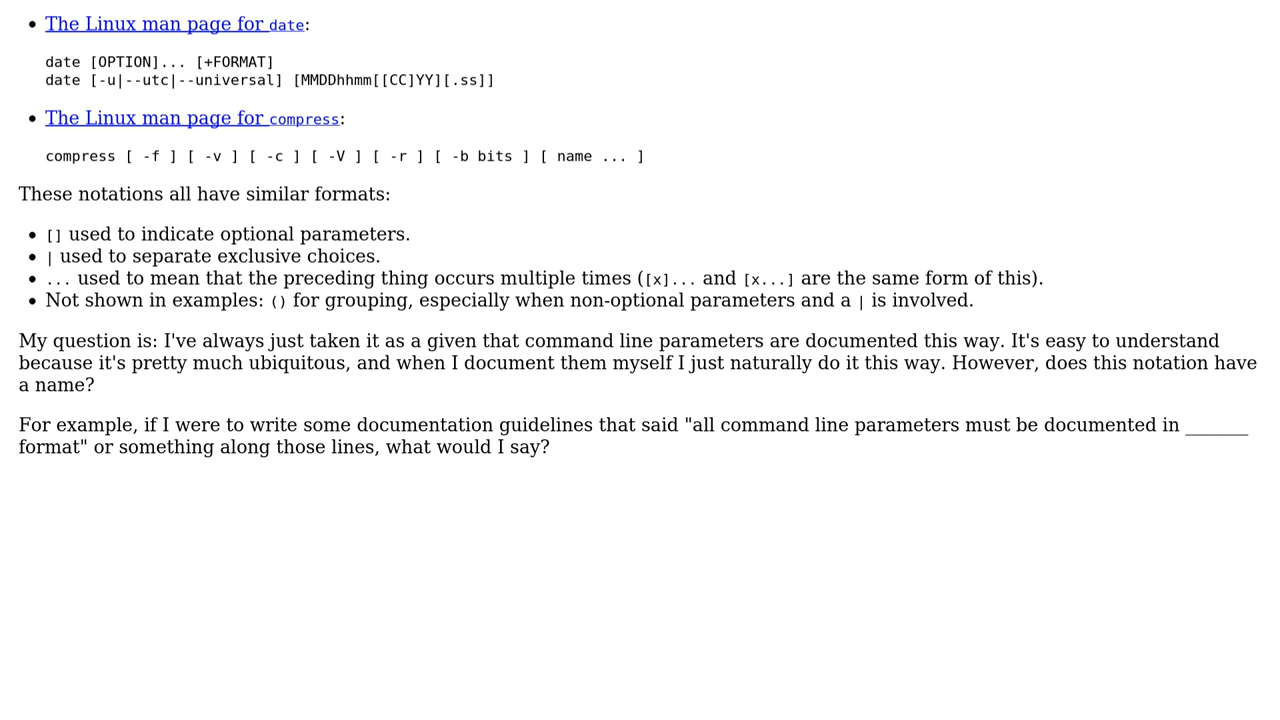 • The Linux man page for date:
date [OPTION]... [+FORMAT]
date [-u|--utc|--universal] [MMDDhhmm[[CC]YY][.ss]]
• The Linux man page for compress:
compress [ -f ] [ -v ] [ -c ] [ -V ] [ -r ] [ -b bits ] [ name ... ]
These notations all have similar formats:
• [] used to indicate optional parameters.
• | used to separate exclusive choices.
• ... used to mean that the preceding thing occurs multiple times ([x]... and [x...] are the same form of this).
• Not shown in examples: () for grouping, especially when non-optional parameters and a | is involved.
My question is: I've always just taken it as a given that command line parameters are documented this way. It's easy to understand
because it's pretty much ubiquitous, and when I document them myself I just naturally do it this way. However, does this notation have
a name?
For example, if I were to write some documentation guidelines that said "all command line parameters must be documented in _______
format" or something along those lines, what would I say?